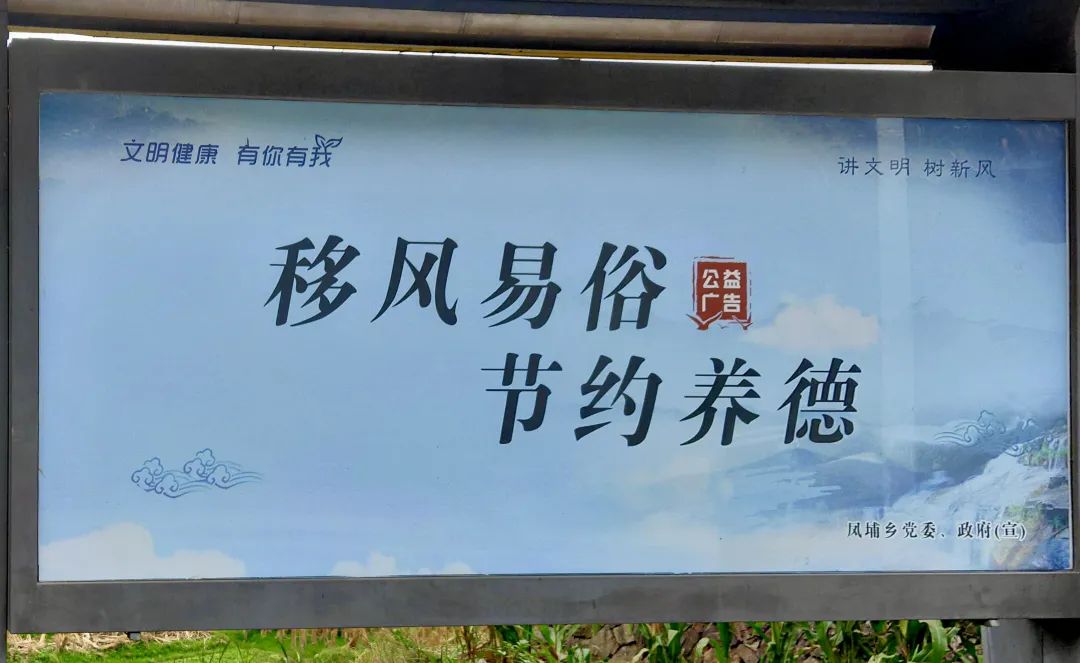 文明健康 有你有我
讲文明 树新风
移风易俗
公益
广告
节约养德
凤埔乡党委、政府(宣)